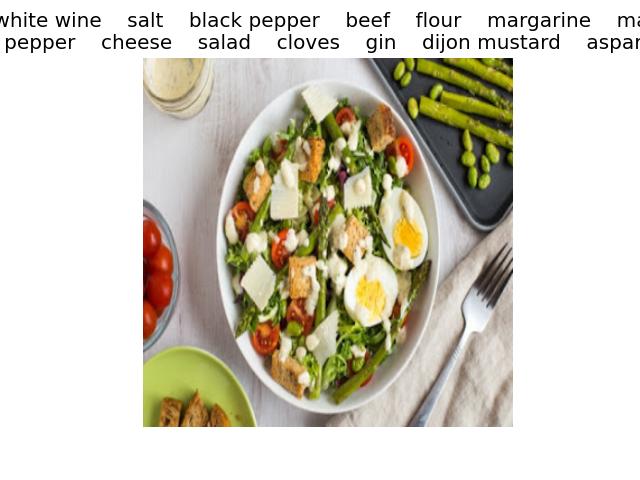 white wine salt black pepper beef flour margarine
pepper cheese salad cloves gin dijon mustard